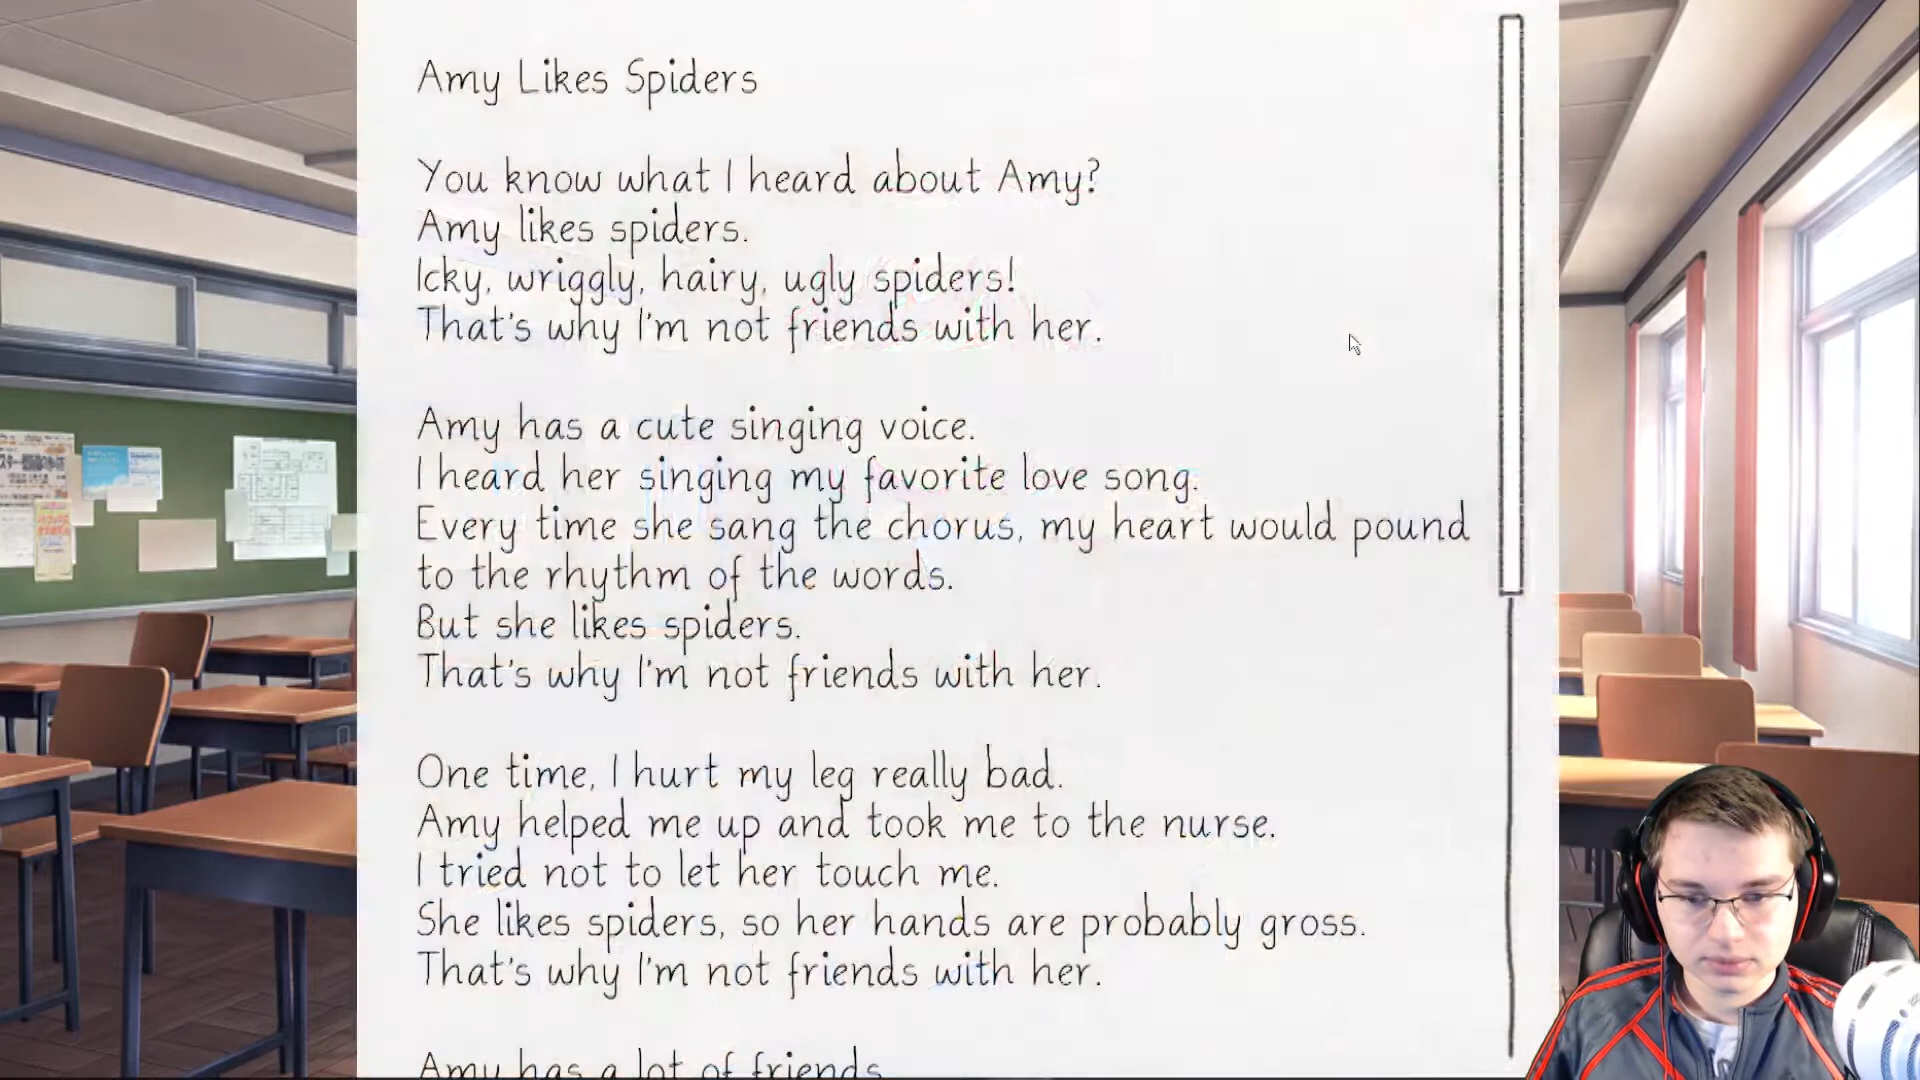 Amy Likes Spiders
You know what I heard about Amy?
Amy likes spiders.
Icky, wriggly, hairy, ugly spiders!
That's why I'm not friends with her.
Amy has a cute singing voice.
I heard her singing my favorite love song.
Every time she sang the chorus, my heart would pound
to the rhythm of the words.
But she likes spiders.
That's why I'm not friends with her.
One time, I hurt my leg really bad.
Amy helped me up and took me to the nurse.
I tried not to let her touch me.
She likes spiders, so her hands are probably gross.
That's why I'm not friends with her.
Amy has a lot of friends.